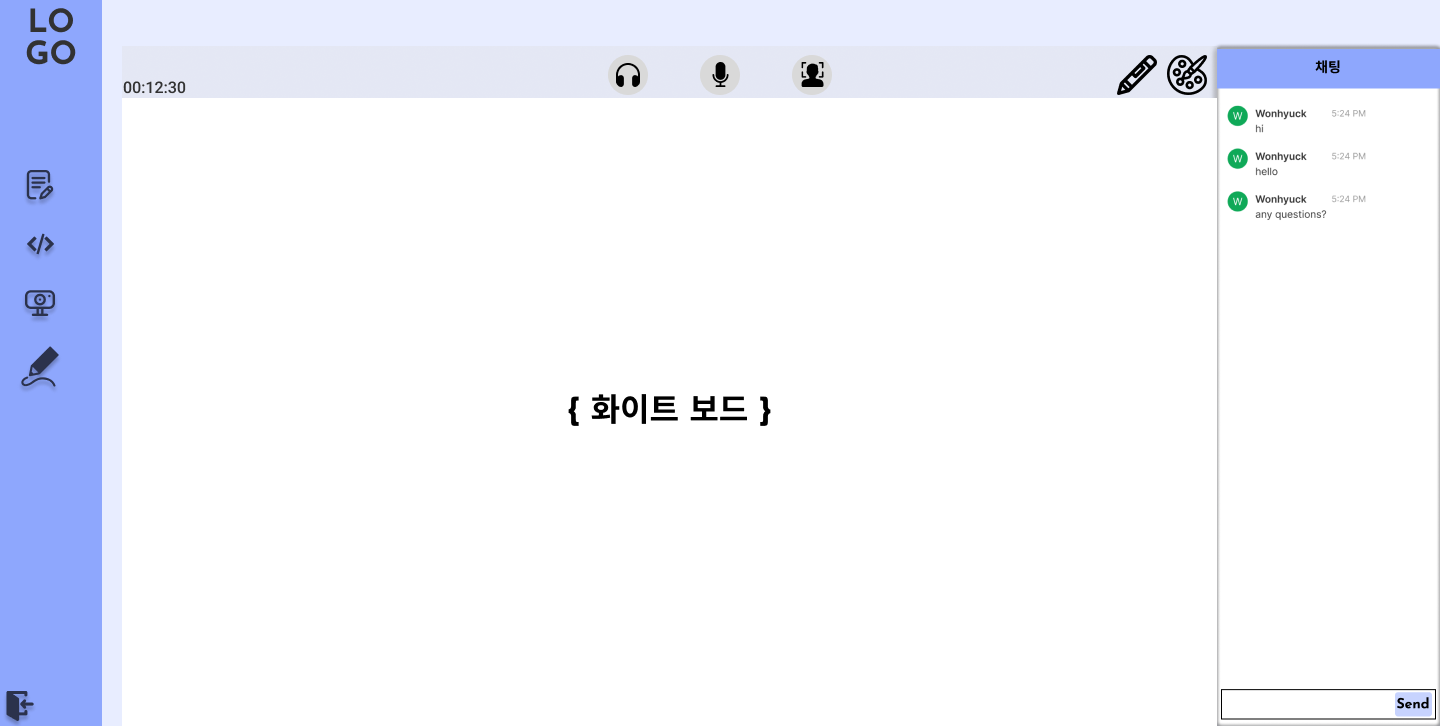 LO
GO
00:12:30
{ 화이트 보드 }
채팅
W Wonhyuck 5:24 PM
hi
W Wonhyuck 5:24 PM
hello
W Wonhyuck 5:24 PM
any questions?
Send